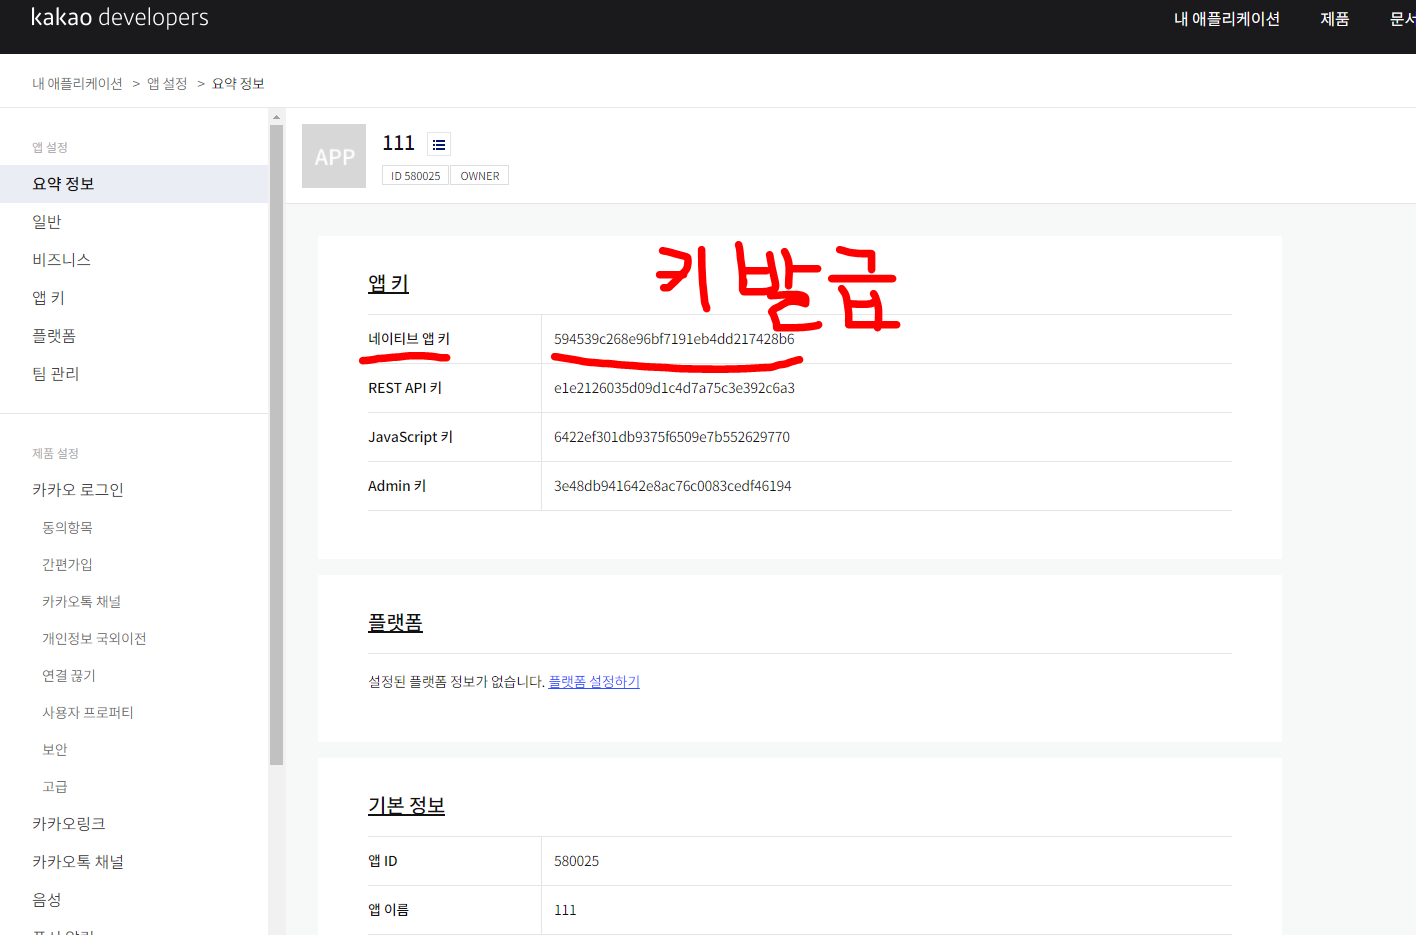 kakao developers
내 애플리케이션 제품
내 애플리케이션 > 앱 설정 > 요약 정보
앱 설정
요약 정보
일반
비즈니스
앱 키
플랫폼
팀 관리
제품 설정
카카오 로그인
동의항목
간편가입
카카오톡 채널
개인정보 국외이전
연결 끊기
사용자 프로퍼티
보안
고급
카카오링크
카카오톡 채널
음성
APP
111
ID 580025 OWNER
앱 키
키 발급
네이티브 앱 키 594539c268e96bf7191eb4dd217428b6
REST API 키 e1e2126035d09d1c4d7a75c3e392c6a3
JavaScript 키 6422ef301db9375f6509e7b552629770
Admin 키 3e48db941642e8ac76c0083cedf46194
플랫폼
설정된 플랫폼 정보가 없습니다. 플랫폼 설정하기
기본 정보
앱 ID 580025
앱 이름 111